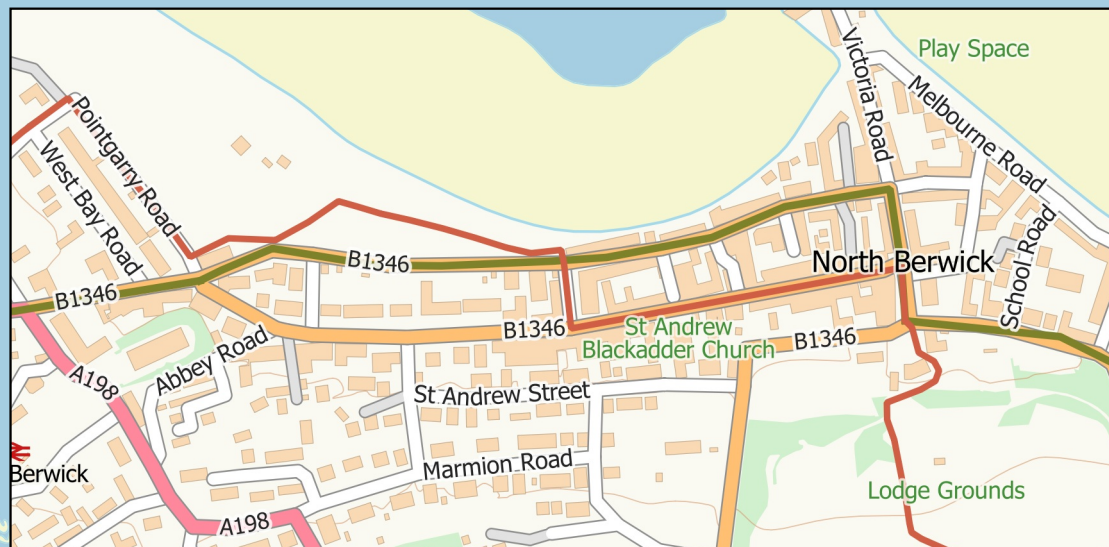 Play Space
Victoria Road
Melbourne Road
Pointgarry Road
West Bay Road
School Road
B1346
North Berwick
B1346
B1346
St Andrew
Blackadder Church
B1346
Abbey Road
A198
St Andrew Street
Berwick
Marmion Road
Lodge Grounds
A198